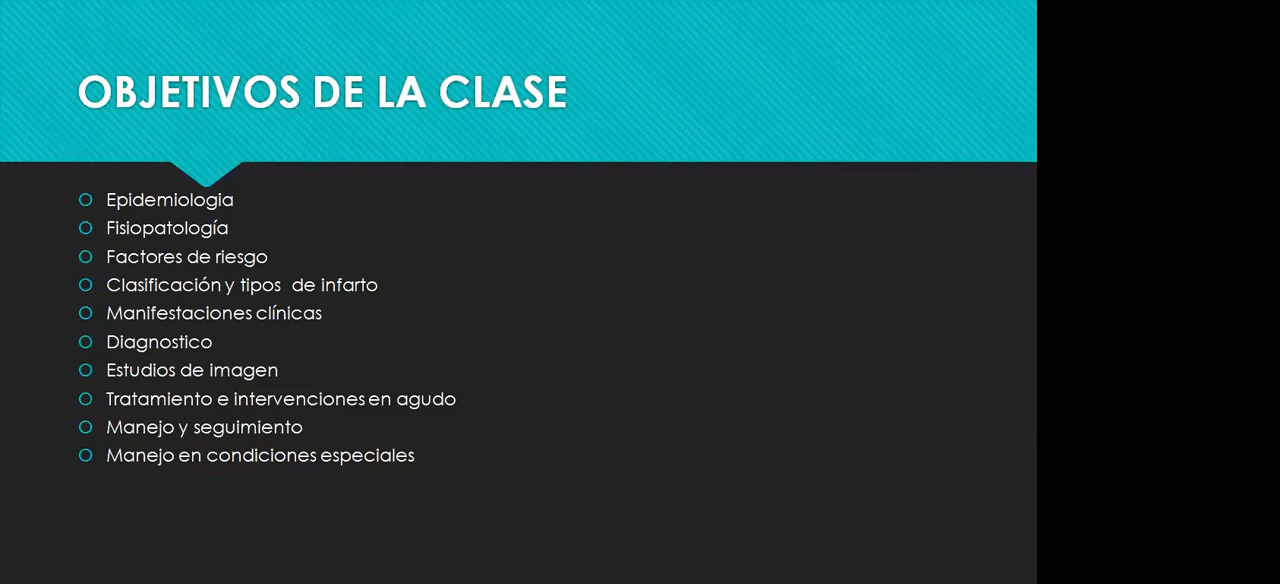 OBJETIVOS DE LA CLASE
Epidemiologia
Fisiopatología
Factores de riesgo
Clasificación y tipos de infarto
Manifestaciones clínicas
Diagnostico
Estudios de imagen
Tratamiento e intervenciones en agudo
Manejo y seguimiento
Manejo en condiciones especiales